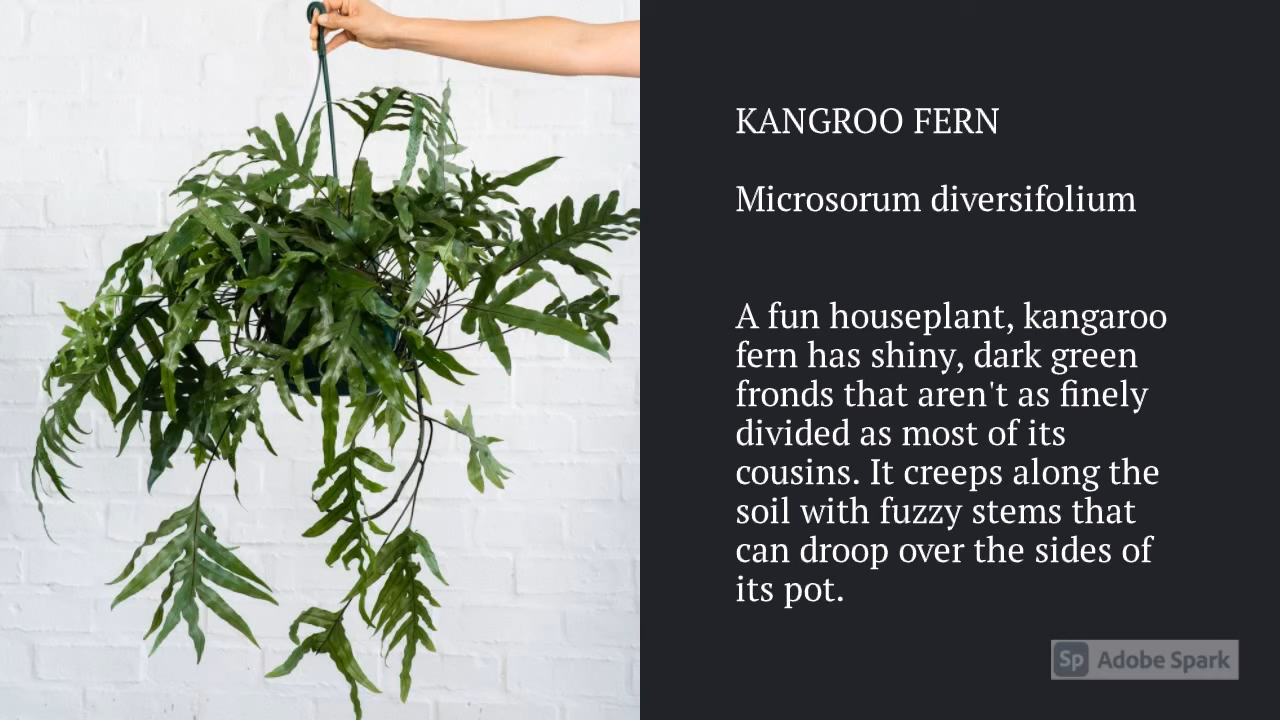 KANGROO FERN
Microsorum diversifolium
A fun houseplant, kangaroo
fern has shiny, dark green
fronds that aren't as finely
divided as most of its
cousins. It creeps along the
soil with fuzzy stems that
can droop over the sides of
its pot.
Sp Adobe Spark